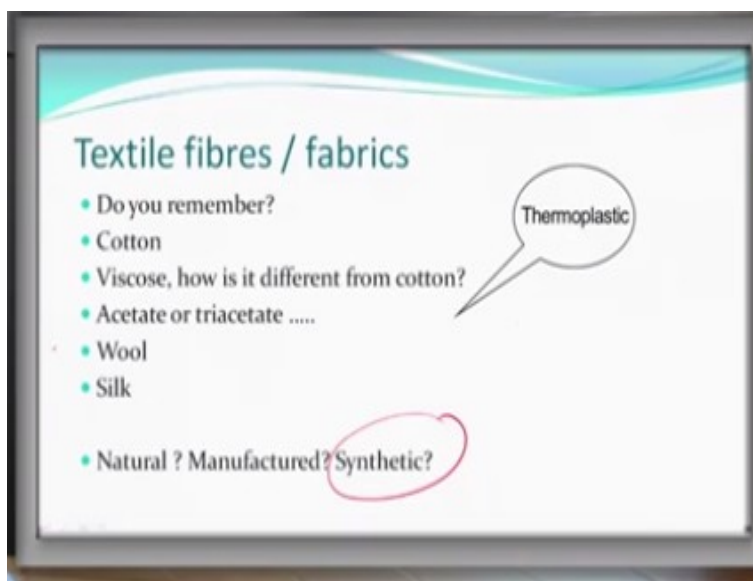 Textile fibres / fabrics
• Do you remember?
• Cotton
Thermoplastic
• Viscose, how is it different from cotton?
• Acetate or triacetate .....
• Wool
• Silk
• Natural ? Manufactured? Synthetic?